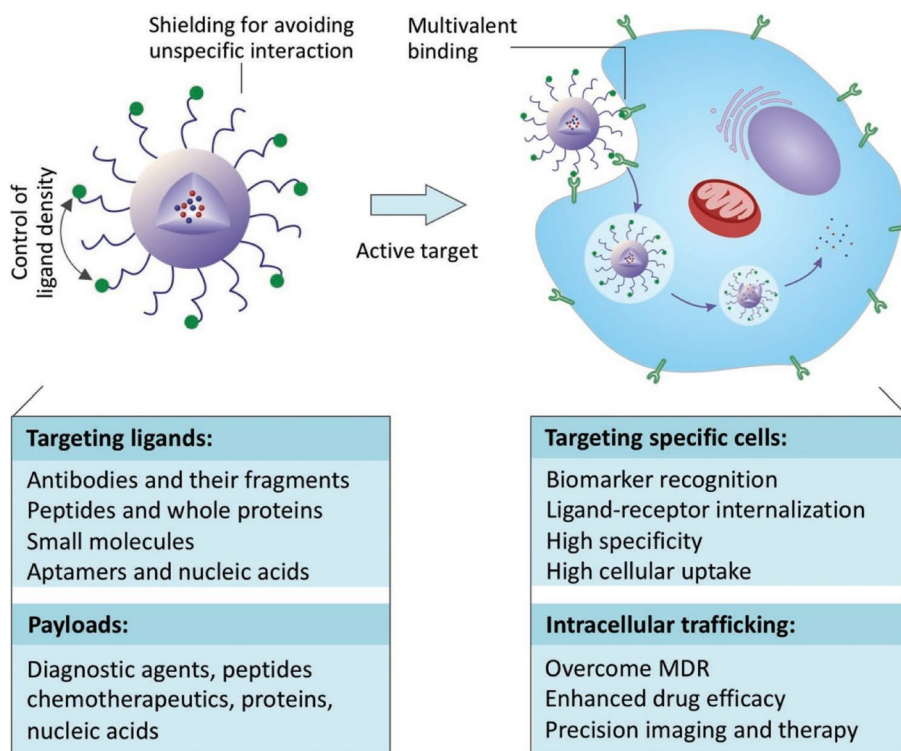 Shielding for avoiding
unspecific interaction
Multivalent
binding
Control of
ligand density
Active target
Targeting ligands:
Antibodies and their fragments
Peptides and whole proteins
Small molecules
Aptamers and nucleic acids
Payloads:
Diagnostic agents, peptides
chemotherapeutics, proteins,
nucleic acids
Targeting specific cells:
Biomarker recognition
Ligand-receptor internalization
High specificity
High cellular uptake
Intracellular trafficking:
Overcome MDR
Enhanced drug efficacy
Precision imaging and therapy